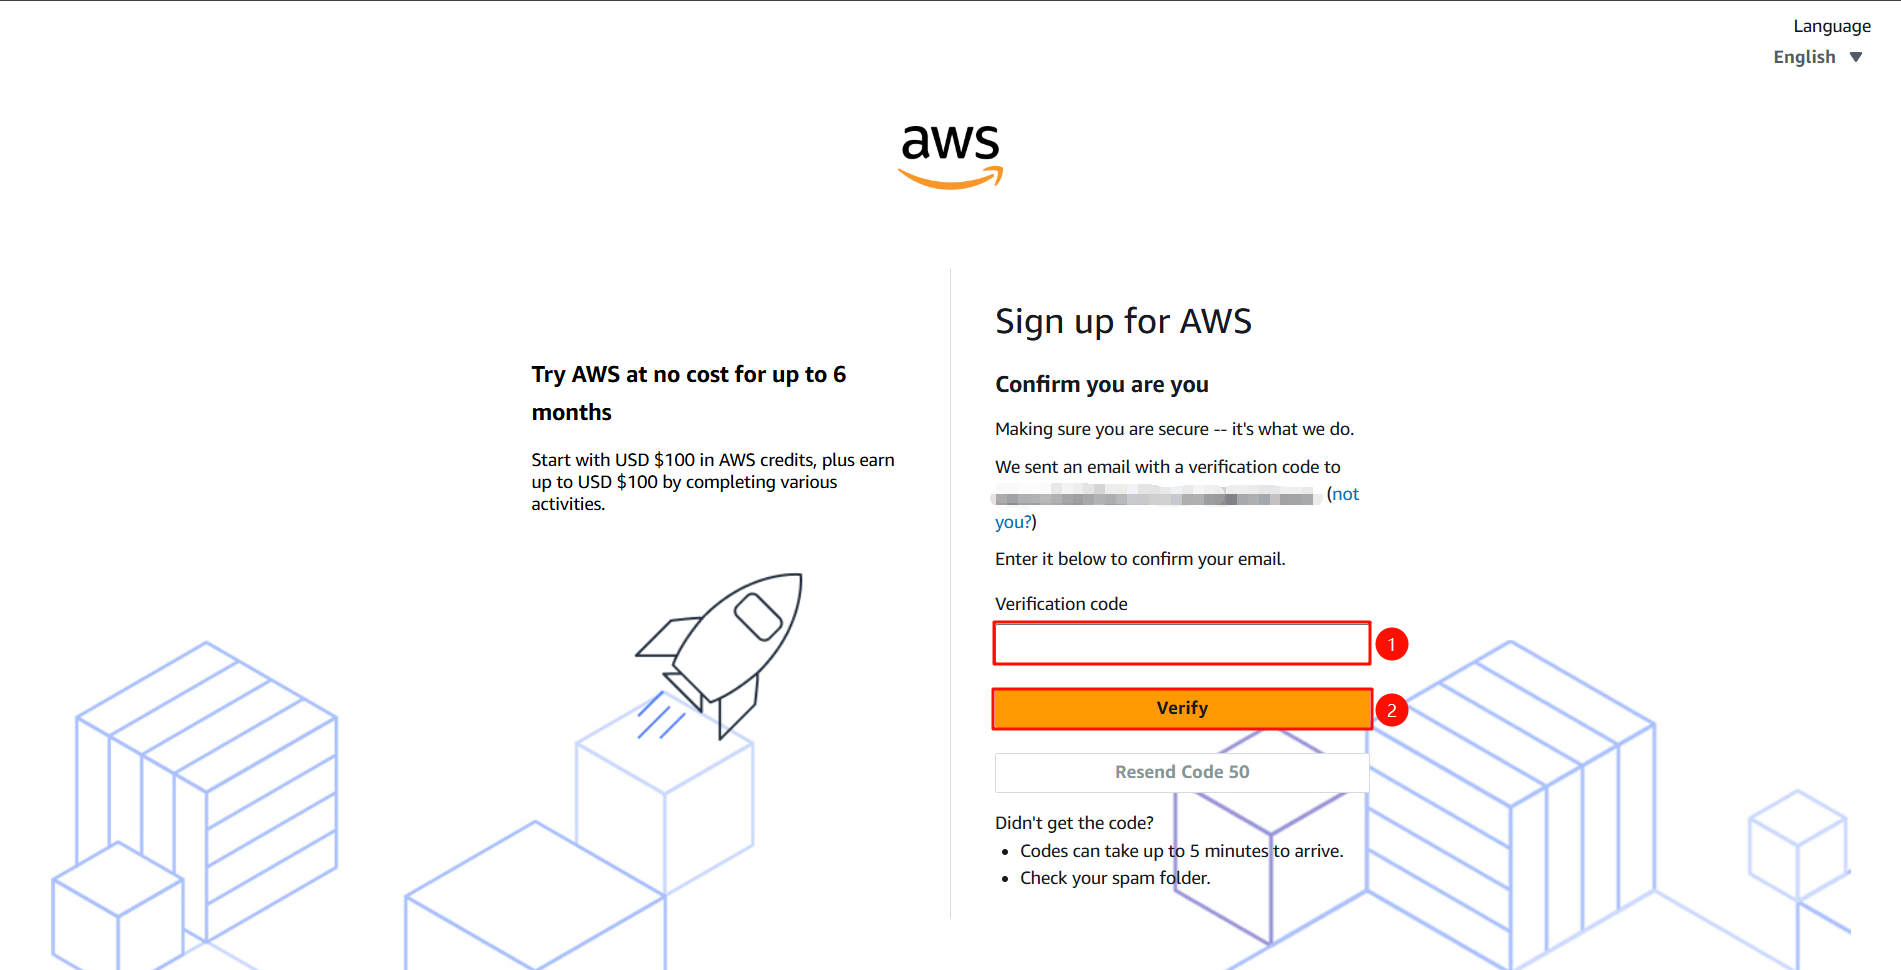 Language
English
aws
Try AWS at no cost for up to 6
months
Start with USD $100 in AWS credits, plus earn
up to USD $100 by completing various
activities.
Sign up for AWS
Confirm you are you
Making sure you are secure -- it's what we do.
We sent an email with a verification code to
(not
you?)
Enter it below to confirm your email.
Verification code
1
Verify
2
Resend Code 50
Didn't get the code?
• Codes can take up to 5 minutes to arrive.
• Check your spam folder.